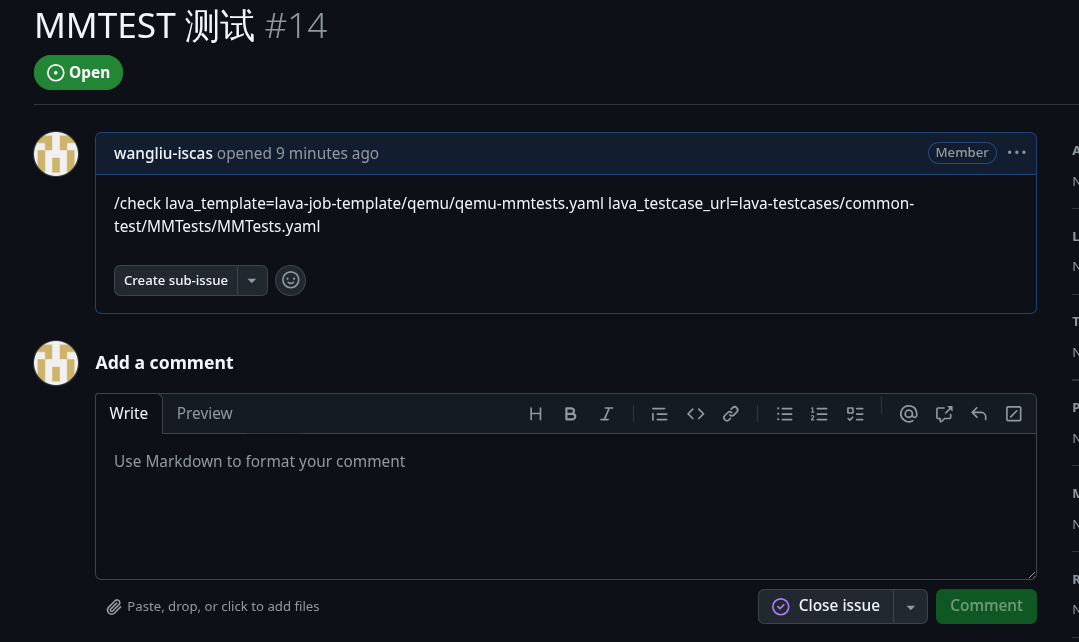 MMTEST 测试 #14
Open
wangliu-iscas opened 9 minutes ago
Member
/check lava_template=lava-job-template/qemu/qemu-mmtests.yaml lava_testcase_url=lava-testcases/common-
test/MMTests/MMTests.yaml
Create sub-issue
Add a comment
Write
Preview
Use Markdown to format your comment
Paste, drop, or click to add files
Close issue
Comment